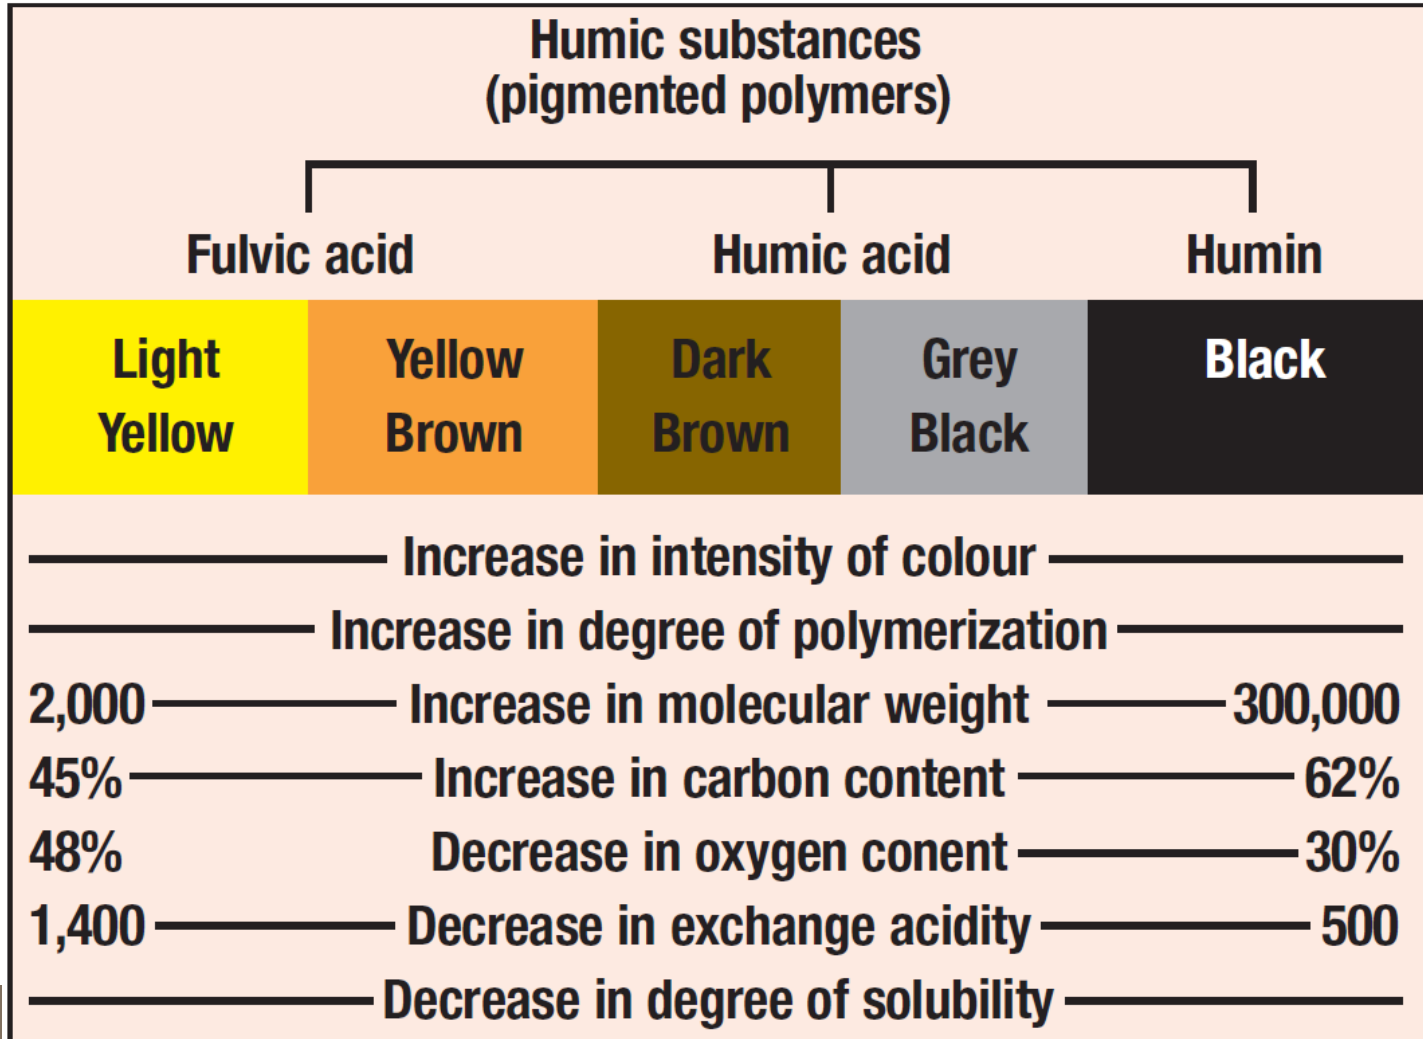 Humic substances
(pigmented polymers)
Fulvic acid Humic acid Humin
Light Yellow Dark Grey Black
Yellow Brown Brown Black
Increase in intensity of colour
Increase in degree of polymerization
2,000 Increase in molecular weight 300,000
45% Increase in carbon content 62%
48% Decrease in oxygen conent 30%
1,400 Decrease in exchange acidity 500
Decrease in degree of solubility